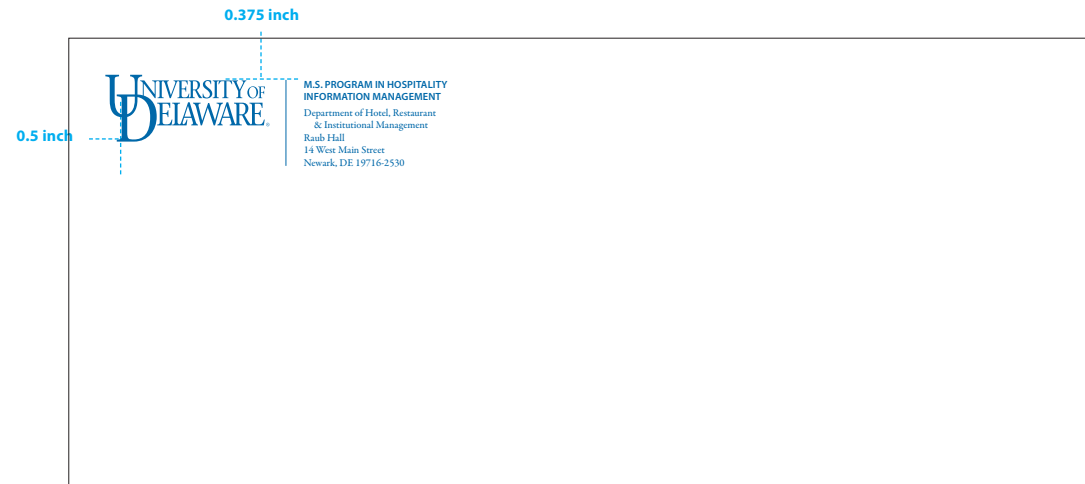 0.375 inch
UNIVERSITY OF
DELAWARE®
M.S. PROGRAM IN HOSPITALITY
INFORMATION MANAGEMENT
Department of Hotel, Restaurant
& Institutional Management
Raub Hall
14 West Main Street
Newark, DE 19716-2530
0.5 inch